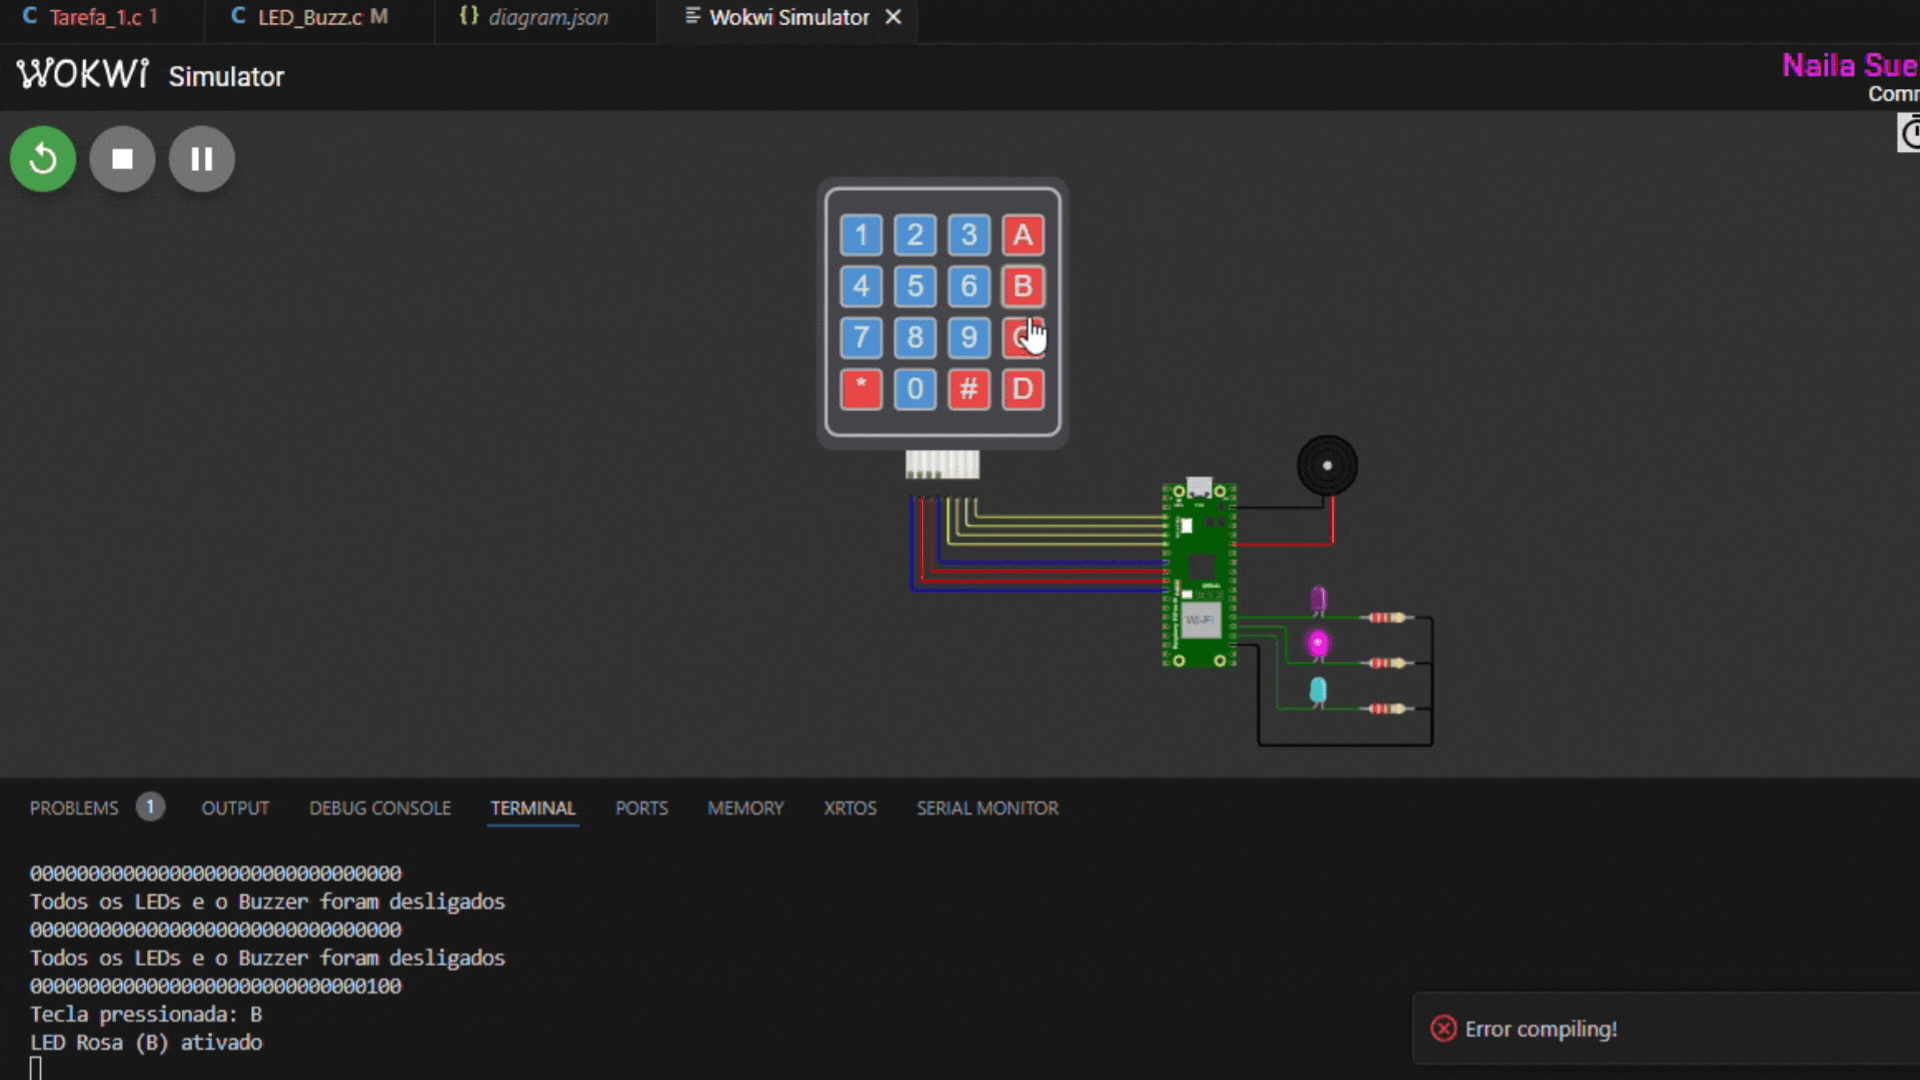 C Tarefa_1.c 1
C LED_Buzz.c M
{} diagram.json
Wokwi Simulator
WOKWi Simulator
Naila Sue
Com
1 2 3 A
4 5 6 B
7 8 9
* 0 # D
Wi-Fi
PROBLEMS 1 OUTPUT DEBUG CONSOLE TERMINAL PORTS MEMORY XRTOS SERIAL MONITOR
00000000000000000000000000000000
Todos os LEDs e o Buzzer foram desligados
00000000000000000000000000000000
Todos os LEDs e o Buzzer foram desligados
00000000000000000000000000000100
Tecla pressionada: B
LED Rosa (B) ativado
Error compiling!